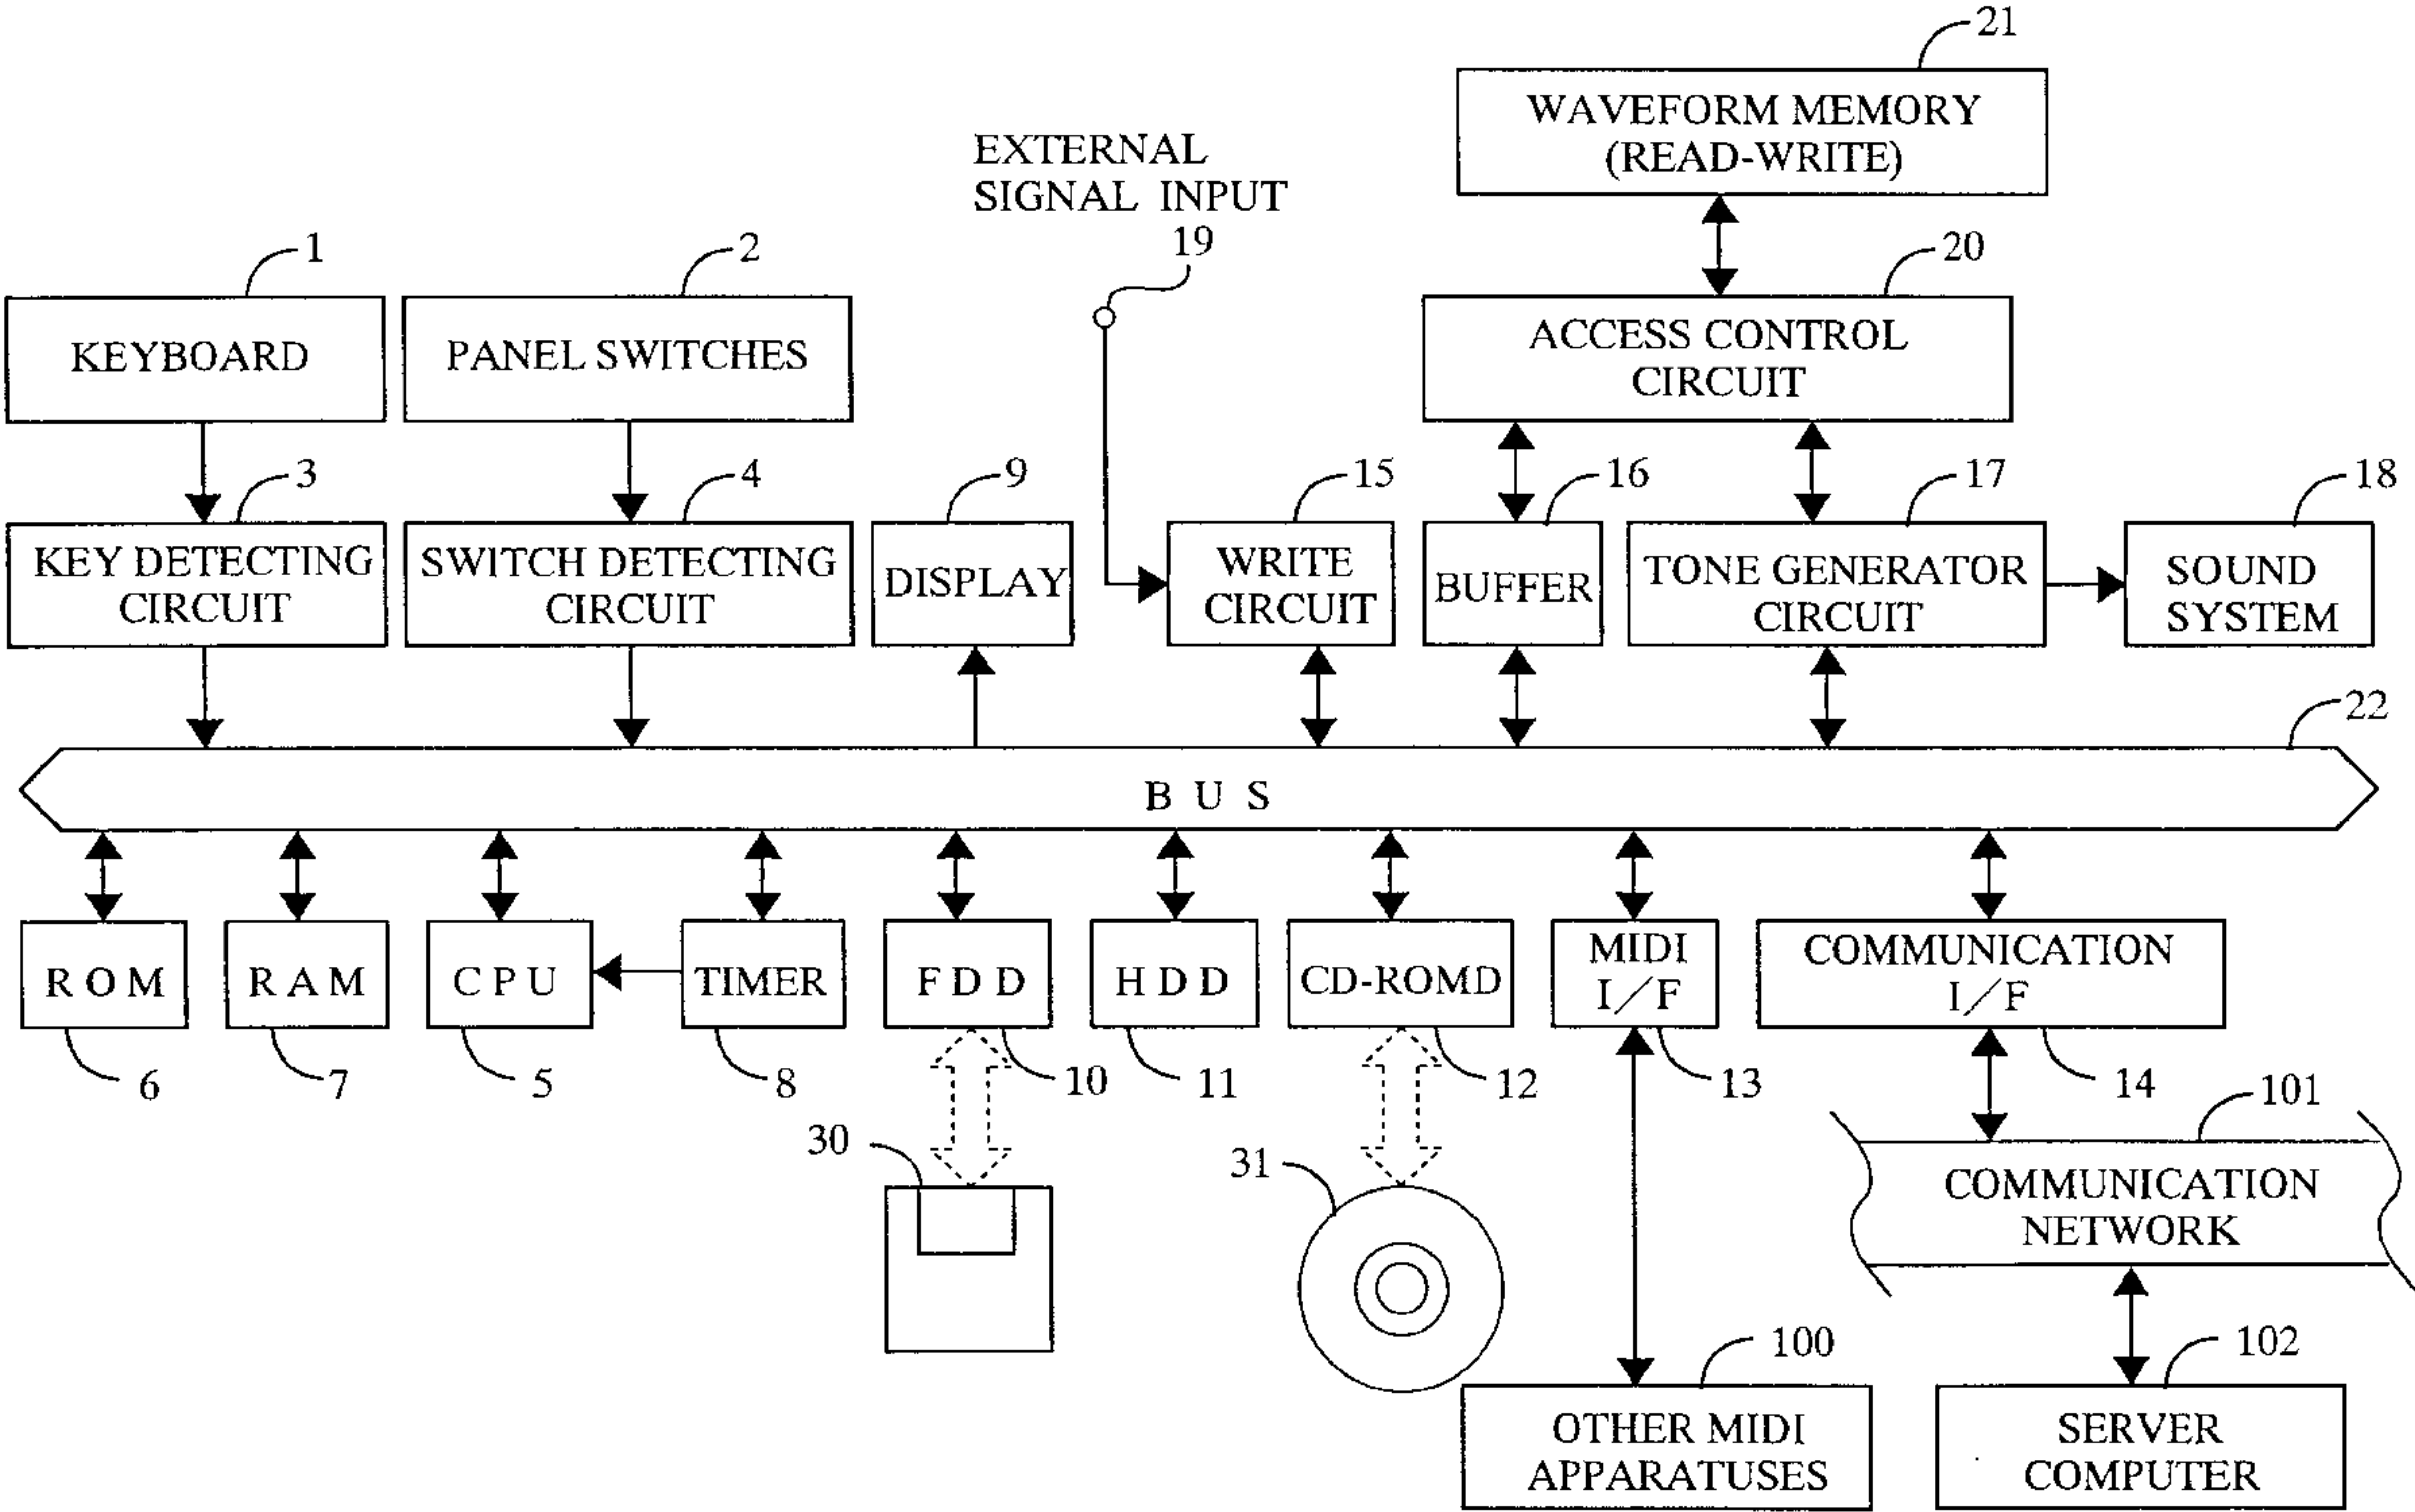 21
WAVEFORM MEMORY
(READ-WRITE)
EXTERNAL
SIGNAL INPUT
19
20
1
2
KEYBOARD
PANEL SWITCHES
ACCESS CONTROL
CIRCUIT
3
4
9
15
16
17
18
KEY DETECTING
CIRCUIT
SWITCH DETECTING
CIRCUIT
DISPLAY
WRITE
CIRCUIT
BUFFER
TONE GENERATOR
CIRCUIT
SOUND
SYSTEM
22
B U S
R O M
R A M
C P U
TIMER
F D D
H D D
CD-ROMD
MIDI
I/F
COMMUNICATION
I/F
6
7
5
8
10
11
12
13
14
101
30
31
COMMUNICATION
NETWORK
100
102
OTHER MIDI
APPARATUSES
SERVER
COMPUTER